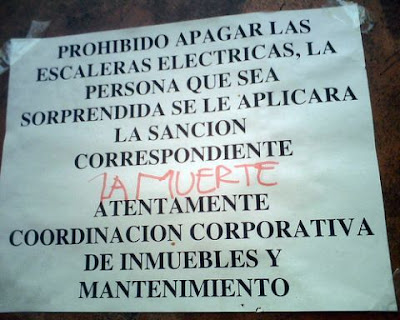 PROHIBIDO APAGAR LAS
ESCALERAS ELECTRICAS, LA
PERSONA QUE SEA
SORPRENDIDA SE LE APLICARA
LA SANCION
CORRESPONDIENTE
LA MUERTE
ATENTAMENTE
COORDINACION CORPORATIVA
DE INMUEBLES Y
MANTENIMIENTO